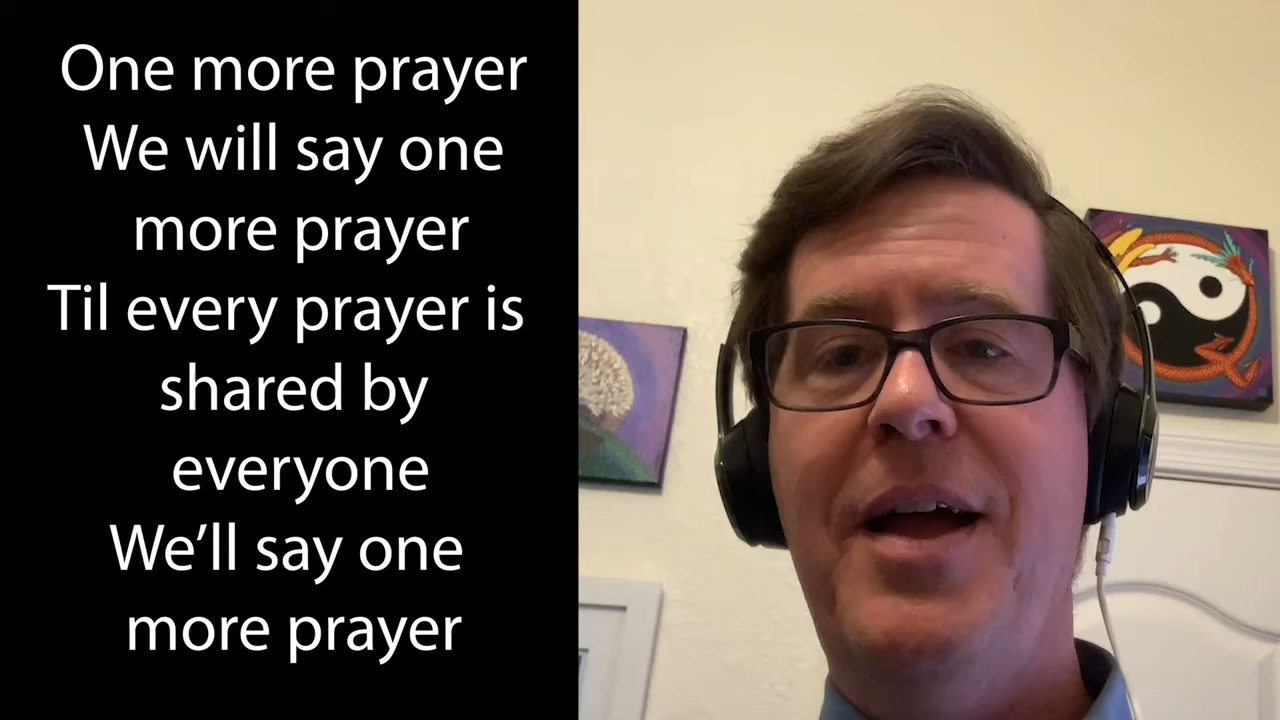 One more prayer
We will say one
more prayer
Til every prayer is
shared by
everyone
We’ll say one
more prayer